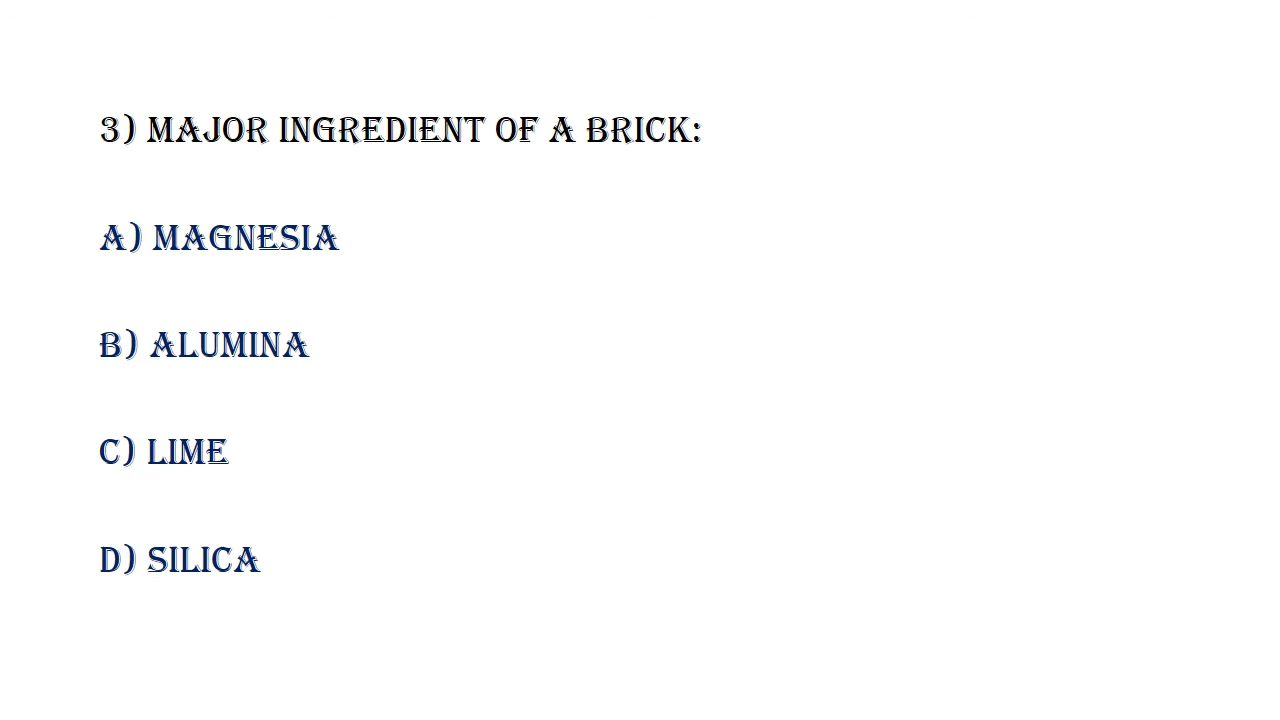 3) MAJOR INGREDIENT OF A BRICK:
A) MAGNESIA
B) ALUMINA
C) LIME
D) SILICA